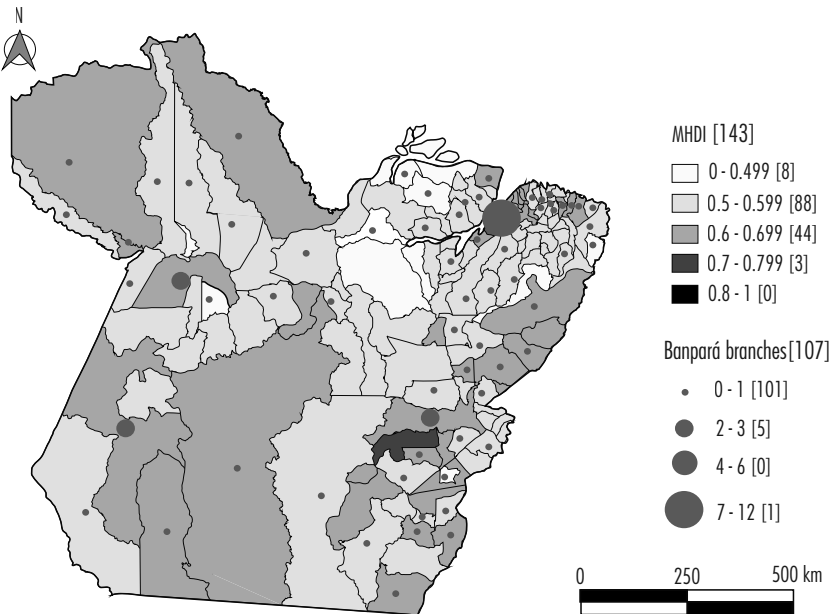 N
MHDI [143]
0 - 0.499 [8]
0.5 - 0.599 [88]
0.6 - 0.699 [44]
0.7 - 0.799 [3]
0.8 - 1 [0]
Banpará branches[107]
0 - 1 [101]
2 - 3 [5]
4 - 6 [0]
7 - 12 [1]
0 250 500 km